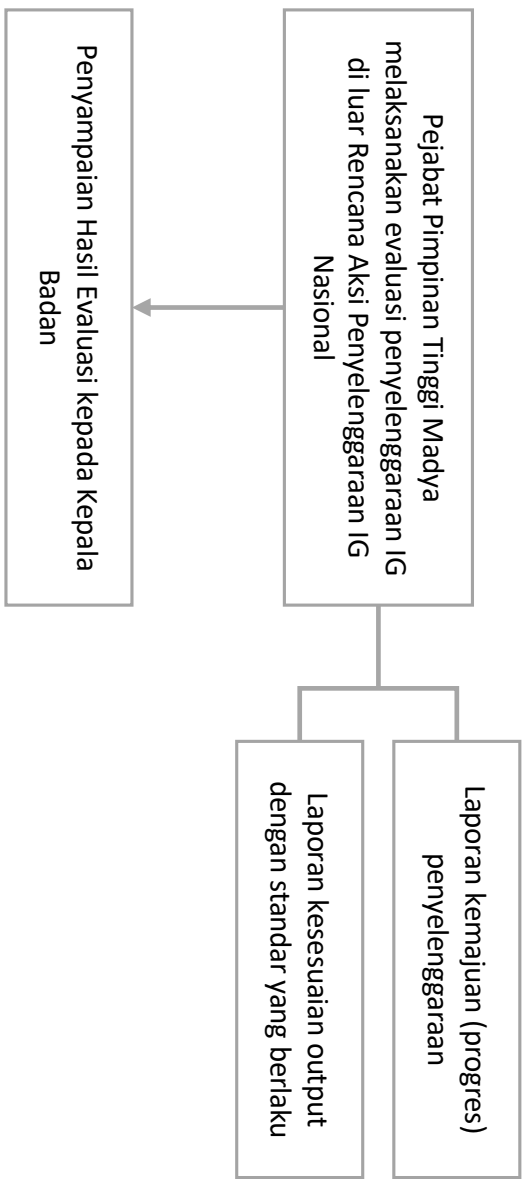 Pejabat Pimpinan Tinggi Madya
melaksanakan evaluasi penyelenggaraan IG
di luar Rencana Aksi Penyelenggaraan IG
Nasional
Laporan kemajuan (progres)
penyelenggaraan
Laporan kesesuaian output
dengan standar yang berlaku
Penyampaian Hasil Evaluasi kepada Kepala
Badan